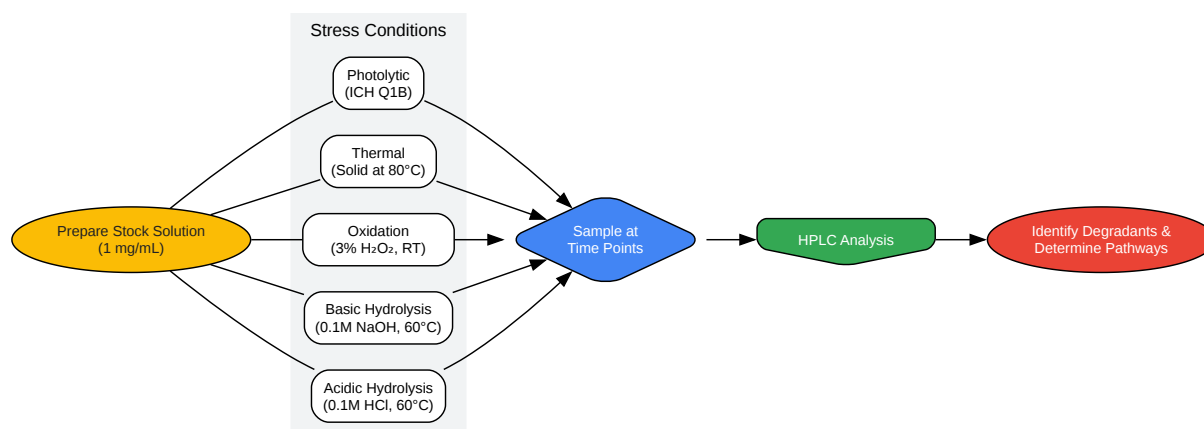 Stress Conditions
Photolytic
(ICH Q1B)
Thermal
(Solid at 80°C)
Prepare Stock Solution
(1 mg/mL)
Oxidation
(3% H₂O₂, RT)
Sample at
Time Points
HPLC Analysis
Identify Degradants &
Determine Pathways
Basic Hydrolysis
(0.1M NaOH, 60°C)
Acidic Hydrolysis
(0.1M HCl, 60°C)